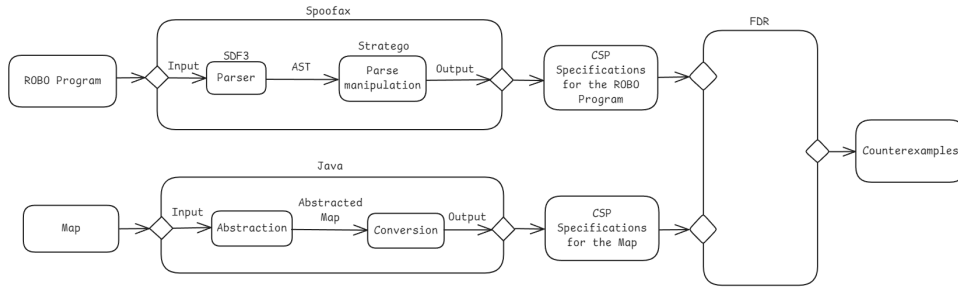 Spoofax
FDR
ROBO Program
Input
SDF3
Parser
AST
Stratego
Parse
manipulation
Output
CSP
Specifications
for the ROBO
Program
Counterexamples
Java
Map
Input
Abstraction
Abstracted
Map
Conversion
Output
CSP
Specifications
for the Map